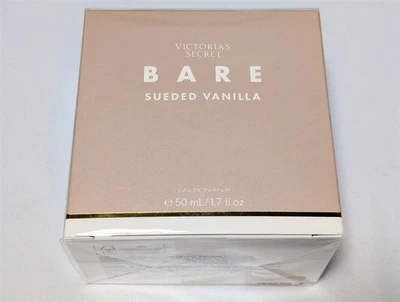 VICTORIA'S
SECRET
BARE
SUEDED VANILLA
EAU DE PARFUM
℮ 50 mL/1.7 fl oz